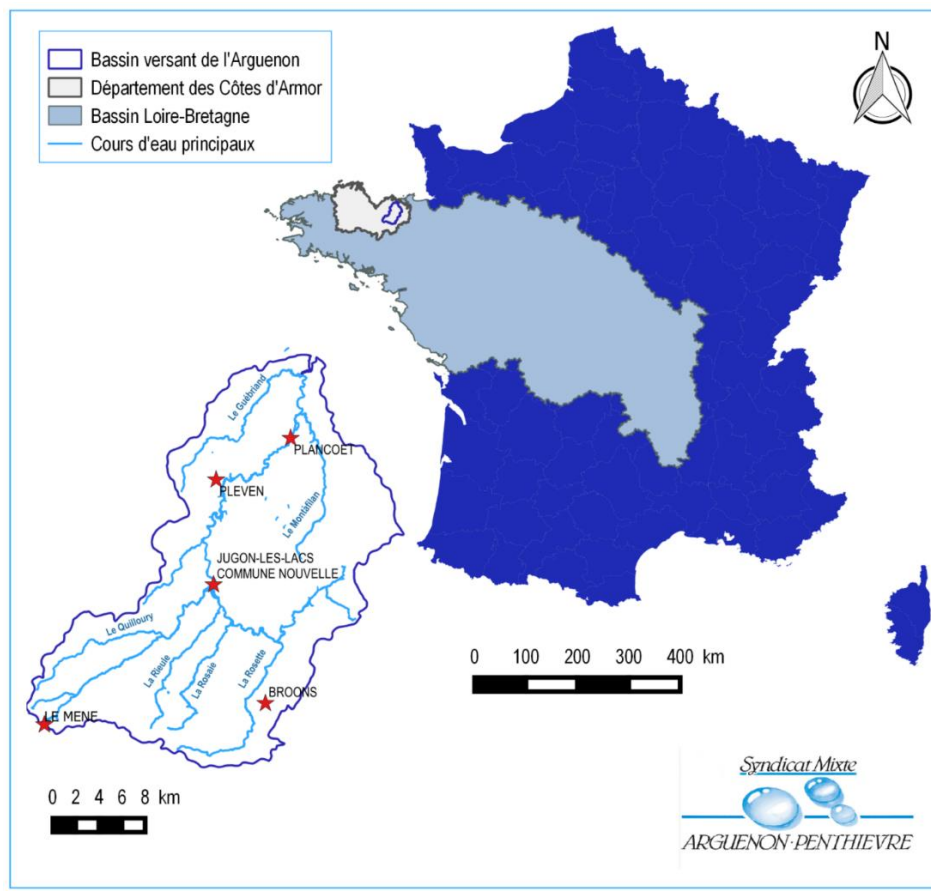 Bassin versant de l'Arguenon
Département des Côtes d'Armor
Bassin Loire-Bretagne
Cours d'eau principaux
N
Le Guébriand
PLANCOET
PLEVEN
Le Montafilan
JUGON-LES-LACS
COMMUNE NOUVELLE
Le Quilloury
La Rieule
La Rosaie
La Rosette
BROONS
LE MENE
0 100 200 300 400 km
0 2 4 6 8 km
Syndicat Mixte
ARGUENON-PENTHIEVRE